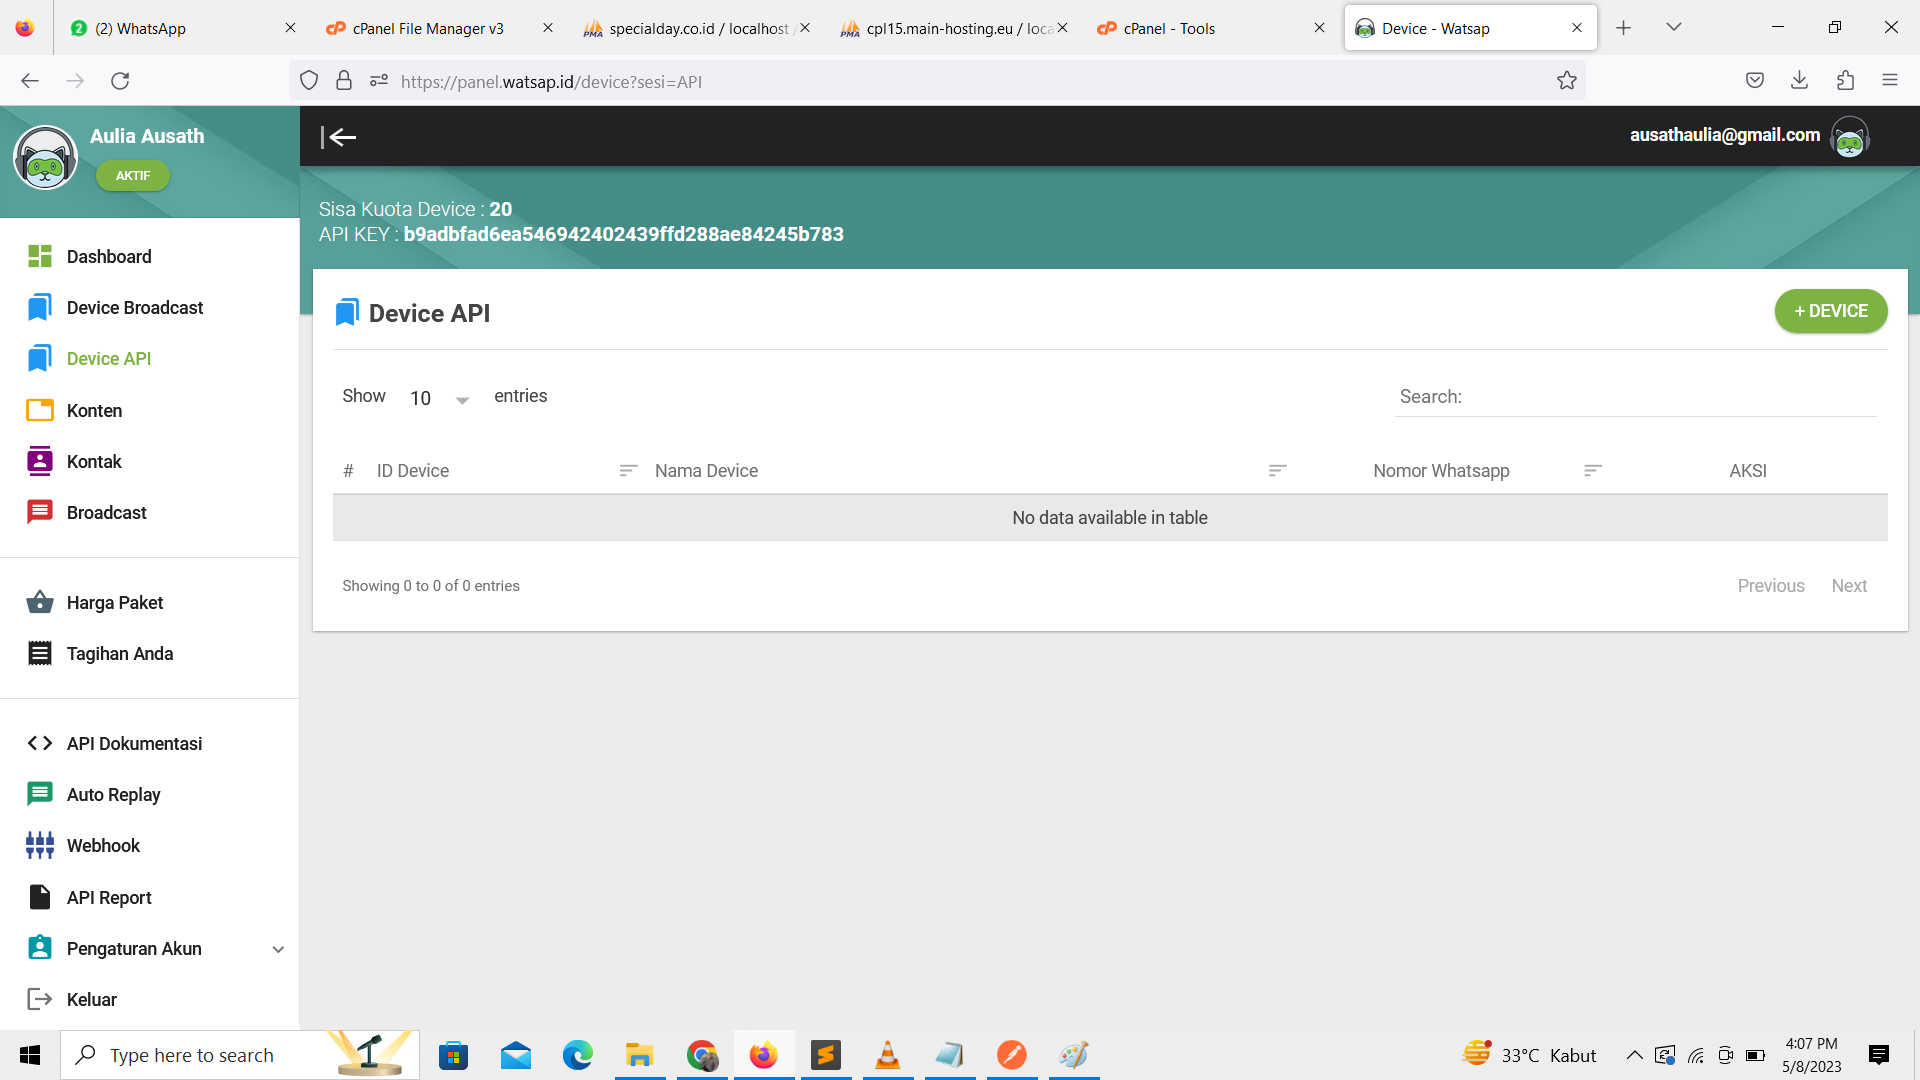 (2) WhatsApp
cPanel File Manager v3
specialday.co.id / localhost /
cpl15.main-hosting.eu / loca
cPanel - Tools
Device - Watsap
https://panel.watsap.id/device?sesi=API
Aulia Ausath
AKTIF
ausathaulia@gmail.com
Sisa Kuota Device : 20
API KEY : b9adbfad6ea546942402439ffd288ae84245b783
Dashboard
Device Broadcast
Device API
Konten
Kontak
Broadcast
Harga Paket
Tagihan Anda
API Dokumentasi
Auto Replay
Webhook
API Report
Pengaturan Akun
Keluar
Device API
+ DEVICE
Show 10 entries
Search:
# ID Device Nama Device Nomor Whatsapp AKSI
No data available in table
Showing 0 to 0 of 0 entries
Previous Next
Type here to search
33°C Kabut
4:07 PM
5/8/2023